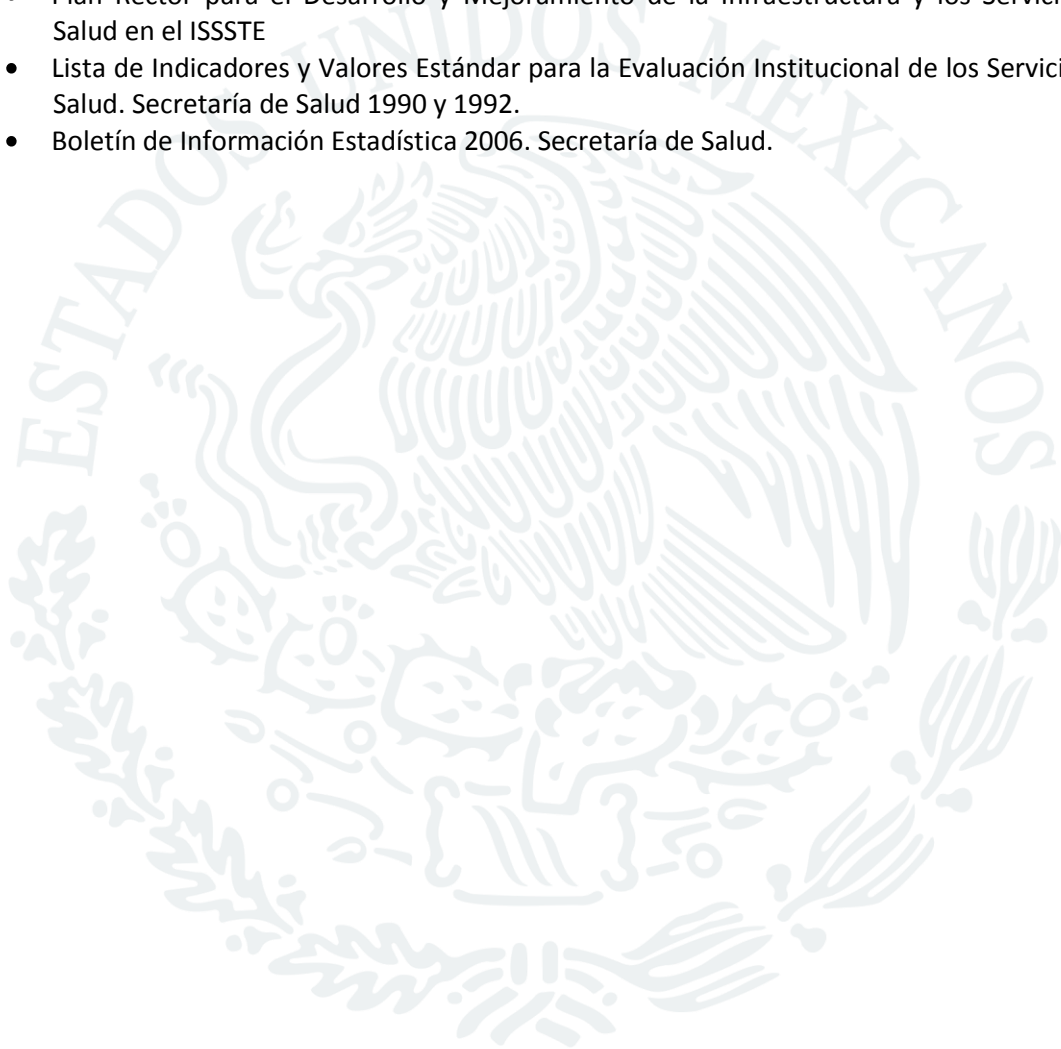 Plan Rector para el Desarrollo y Mejoramiento de la Infraestructura y los Servici
Salud en el ISSSTE
• Lista de Indicadores y Valores Estándar para la Evaluación Institucional de los Servici
Salud. Secretaría de Salud 1990 y 1992.
• Boletín de Información Estadística 2006. Secretaría de Salud.
ESTADOS UNIDOS MEXICANOS